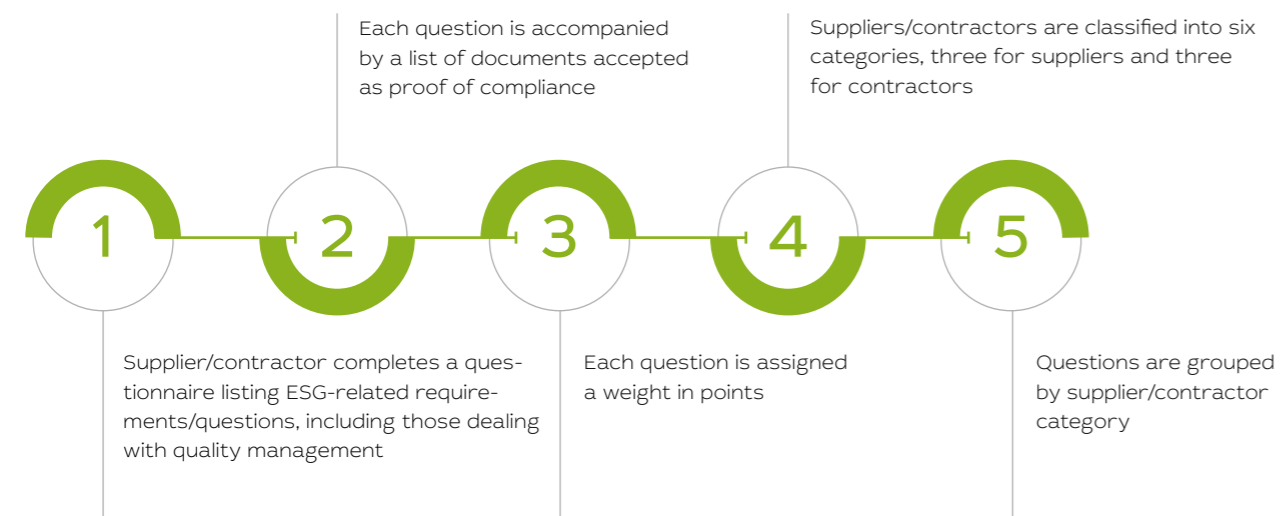 1
Supplier/contractor completes a ques-
tionnaire listing ESG-related require-
ments/questions, including those dealing
with quality management
2
Each question is accompanied
by a list of documents accepted
as proof of compliance
3
Each question is assigned
a weight in points
4
Suppliers/contractors are classified into six
categories, three for suppliers and three
for contractors
5
Questions are grouped
by supplier/contractor
category